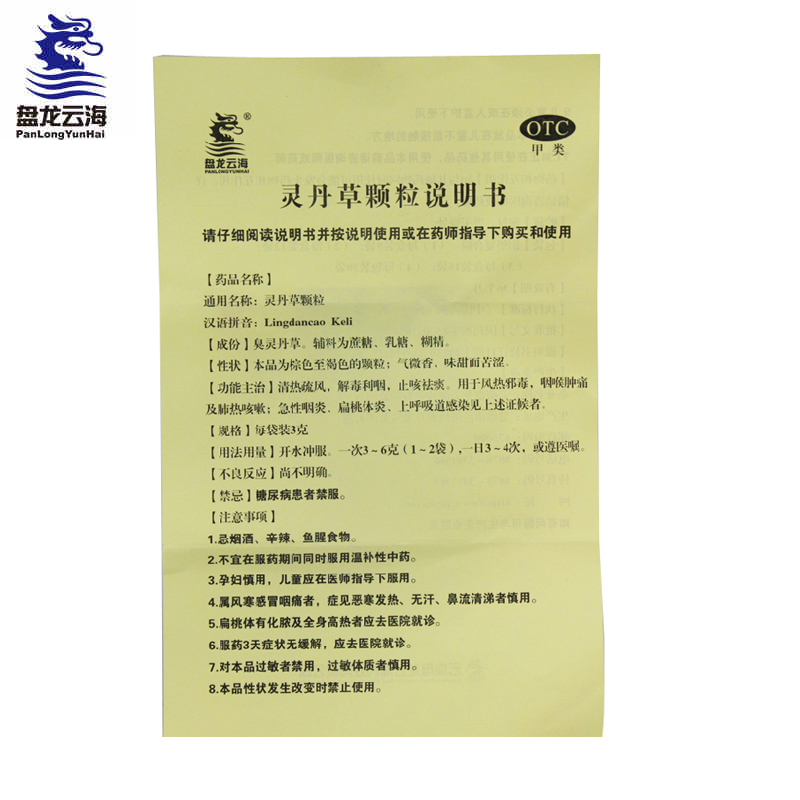 盘龙云海
PanLongYunHai
盘龙云海
PANLONGYUNHAI
®
OTC
甲类
灵丹草颗粒说明书
请仔细阅读说明书并按说明使用或在药师指导下购买和使用
【药品名称】
通用名称：灵丹草颗粒
汉语拼音：Lingdancao Keli
【成份】臭灵丹草。辅料为蔗糖、乳糖、糊精。
【性状】本品为棕色至褐色的颗粒；气微香、味甜而苦涩。
【功能主治】清热疏风，解毒利咽，止咳祛痰。用于风热邪毒，咽喉肿痛
及肺热咳嗽；急性咽炎、扁桃体炎、上呼吸道感染见上述证候者。
【规格】每袋装3克
【用法用量】开水冲服。一次3～6克（1～2袋），一日3～4次，或遵医嘱。
【不良反应】尚不明确。
【禁忌】糖尿病患者禁服。
【注意事项】
1.忌烟酒、辛辣、鱼腥食物。
2.不宜在服药期间同时服用温补性中药。
3.孕妇慎用，儿童应在医师指导下服用。
4.属风寒感冒咽痛者，症见恶寒发热、无汗、鼻流清涕者慎用。
5.扁桃体有化脓及全身高热者应去医院就诊。
6.服药3天症状无缓解，应去医院就诊。
7.对本品过敏者禁用，过敏体质者慎用。
8.本品性状发生改变时禁止使用。